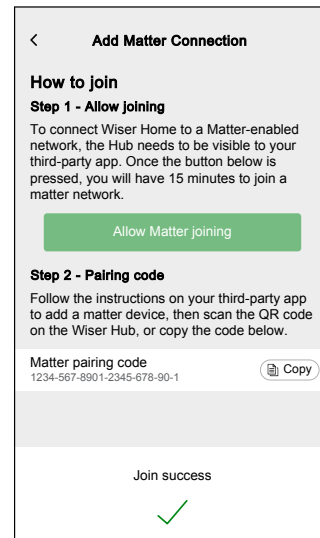 Add Matter Connection
How to join
Step 1 - Allow joining
To connect Wiser Home to a Matter-enabled
network, the Hub needs to be visible to your
third-party app. Once the button below is
pressed, you will have 15 minutes to join a
matter network.
Allow Matter joining
Step 2 - Pairing code
Follow the instructions on your third-party app
to add a matter device, then scan the QR code
on the Wiser Hub, or copy the code below.
Matter pairing code
1234-567-8901-2345-678-90-1
Copy
Join success